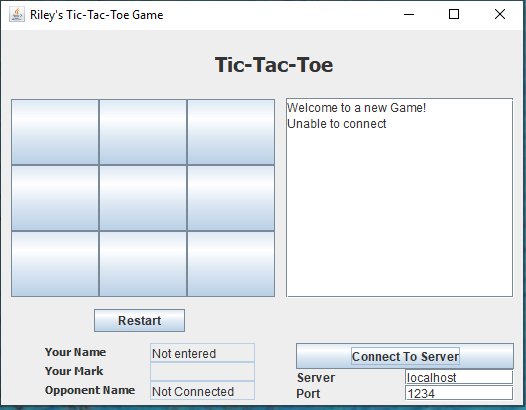 Riley's Tic-Tac-Toe Game
Tic-Tac-Toe
Welcome to a new Game!
Unable to connect
Restart
Your Name Not entered
Your Mark
Opponent Name Not Connected
Connect To Server
Server localhost
Port 1234